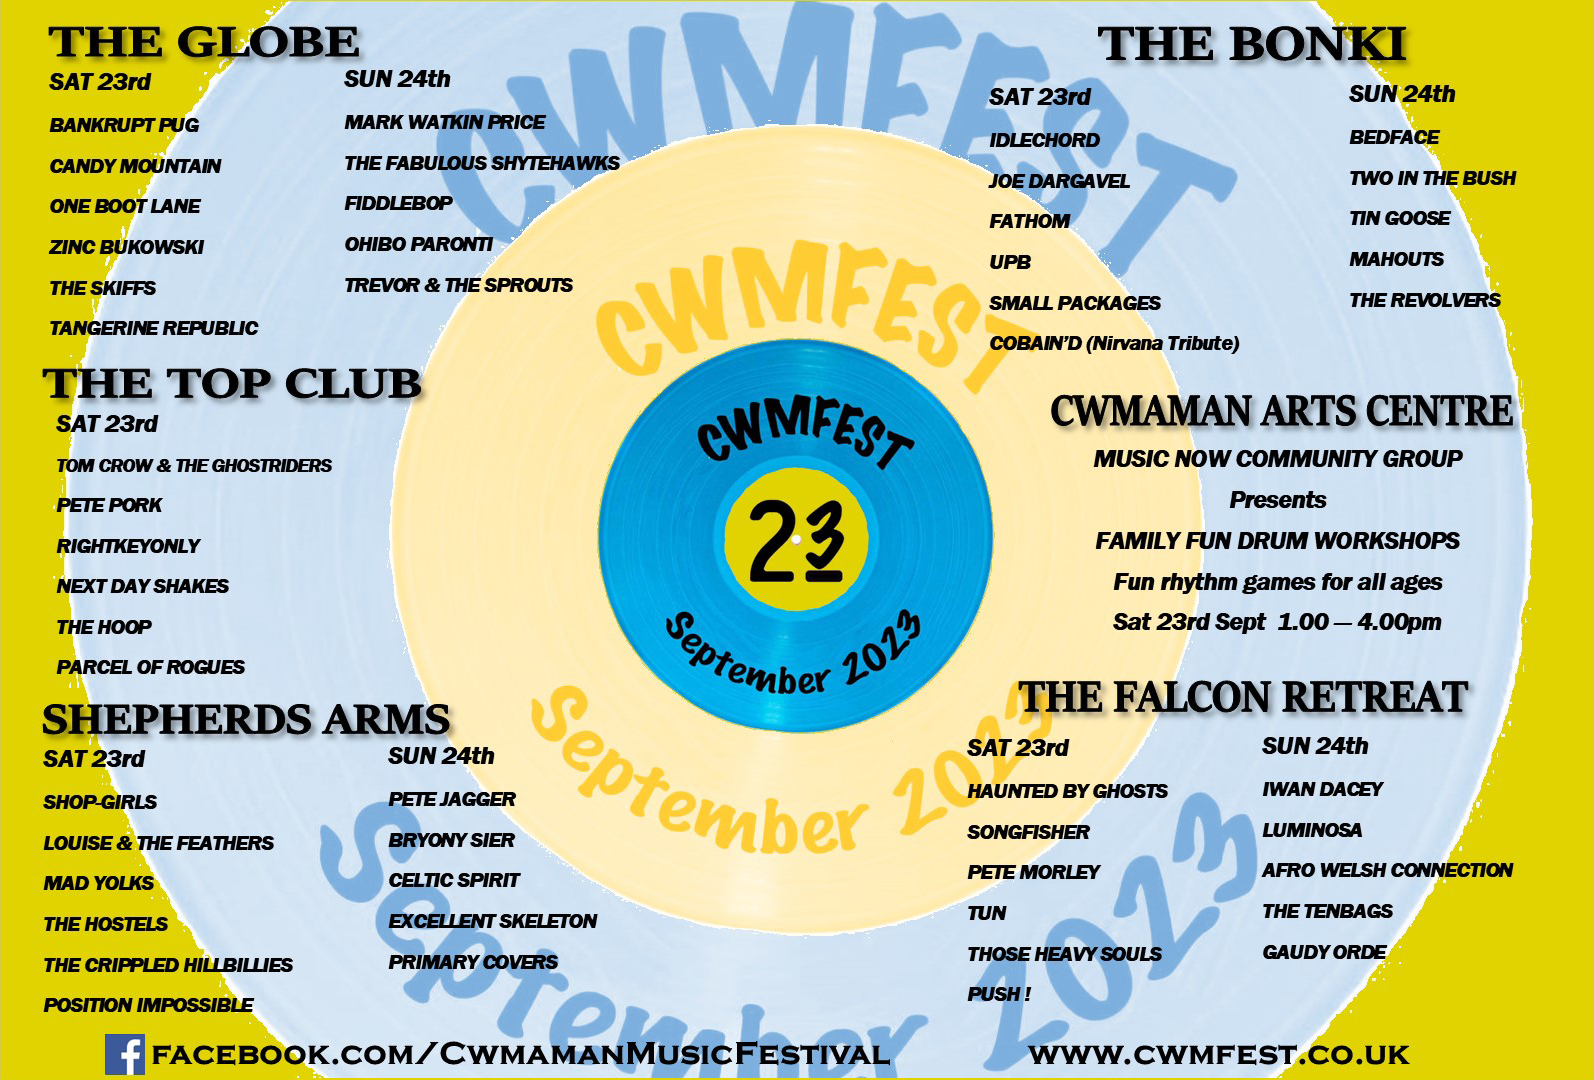 THE GLOBE
SAT 23rd
BANKRUPT PUG
CANDY MOUNTAIN
ONE BOOT LANE
ZINC BUKOWSKI
THE SKIFFS
TANGERINE REPUBLIC
SUN 24th
MARK WATKIN PRICE
THE FABULOUS SHYTEHAWKS
FIDDLEBOP
OHIBO PARONTI
TREVOR & THE SPROUTS
THE TOP CLUB
SAT 23rd
TOM CROW & THE GHOSTRIDERS
PETE PORK
RIGHTKEYONLY
NEXT DAY SHAKES
THE HOOP
PARCEL OF ROGUES
SHEPHERDS ARMS
SAT 23rd
SHOP-GIRLS
LOUISE & THE FEATHERS
MAD YOLKS
THE HOSTELS
THE CRIPPLED HILLBILLIES
POSITION IMPOSSIBLE
SUN 24th
PETE JAGGER
BRYONY SIER
CELTIC SPIRIT
EXCELLENT SKELETON
PRIMARY COVERS
CWMFEST
CWMFEST
CWMFEST
23
September 2023
September 2023
September 2023
THE BONKI
SAT 23rd
IDLECHORD
JOE DARGAVEL
FATHOM
UPB
SMALL PACKAGES
COBAIN'D (Nirvana Tribute)
SUN 24th
BEDFACE
TWO IN THE BUSH
TIN GOOSE
MAHOUTS
THE REVOLVERS
CWMAMAN ARTS CENTRE
MUSIC NOW COMMUNITY GROUP
Presents
FAMILY FUN DRUM WORKSHOPS
Fun rhythm games for all ages
Sat 23rd Sept 1.00 — 4.00pm
THE FALCON RETREAT
SAT 23rd
HAUNTED BY GHOSTS
SONGFISHER
PETE MORLEY
TUN
THOSE HEAVY SOULS
PUSH !
SUN 24th
IWAN DACEY
LUMINOSA
AFRO WELSH CONNECTION
THE TENBAGS
GAUDY ORDE
f FACEBOOK.COM/CWMAMANMUSICFESTIVAL
WWW.CWMFEST.CO.UK